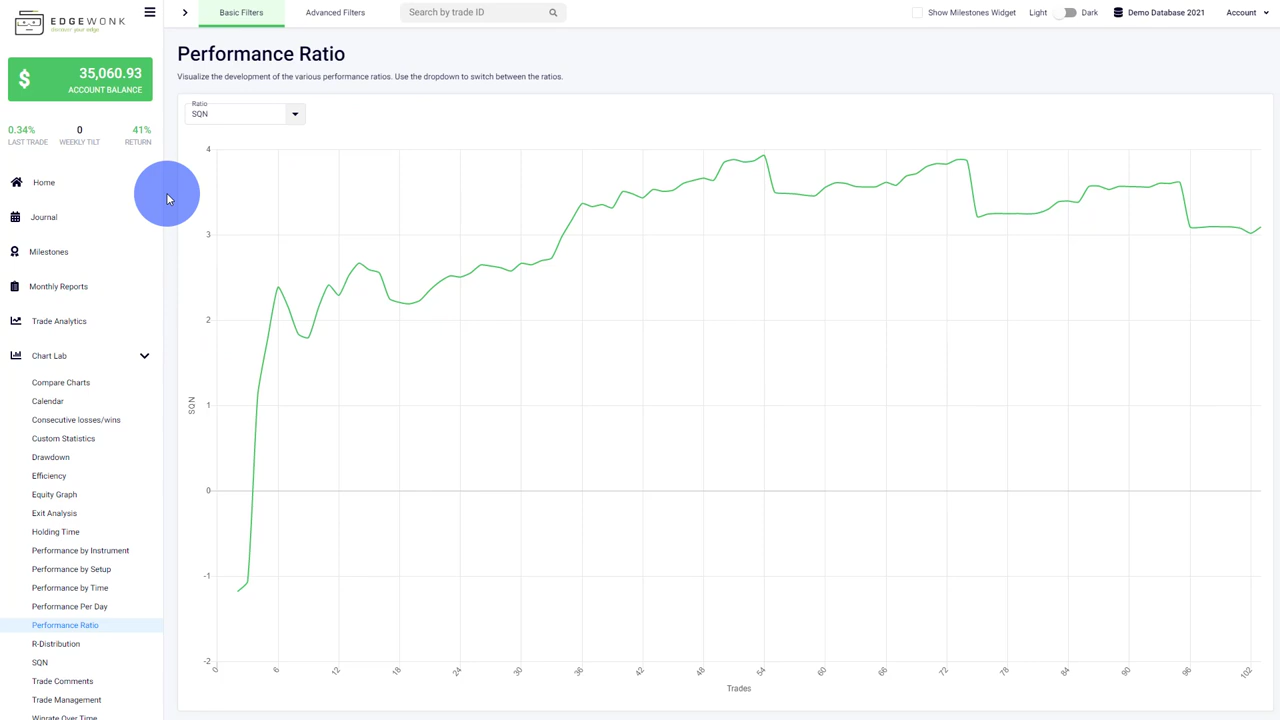 EDGEWONK
discover your edge
Basic Filters
Advanced Filters
Search by trade ID
Show Milestones Widget
Light
Dark
Demo Database 2021
Account
$
35,060.93
ACCOUNT BALANCE
0.34%
LAST TRADE
0
WEEKLY TILT
41%
RETURN
Home
Journal
Milestones
Monthly Reports
Trade Analytics
Chart Lab
Compare Charts
Calendar
Consecutive losses/wins
Custom Statistics
Drawdown
Efficiency
Equity Graph
Exit Analysis
Holding Time
Performance by Instrument
Performance by Setup
Performance by Time
Performance Per Day
Performance Ratio
R-Distribution
SQN
Trade Comments
Trade Management
Winrate Over Time
Performance Ratio
Visualize the development of the various performance ratios. Use the dropdown to switch between the ratios.
Ratio
SQN
4
3
2
1
0
-1
-2
SQN
0 6 12 18 24 30 36 42 48 54 60 66 72 78 84 90 96 102
Trades